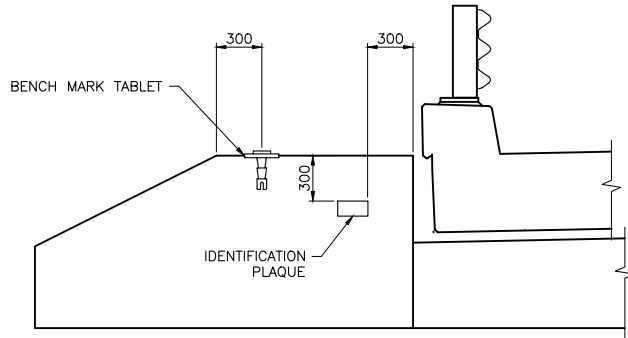 300
300
BENCH MARK TABLET
300
IDENTIFICATION
PLAQUE